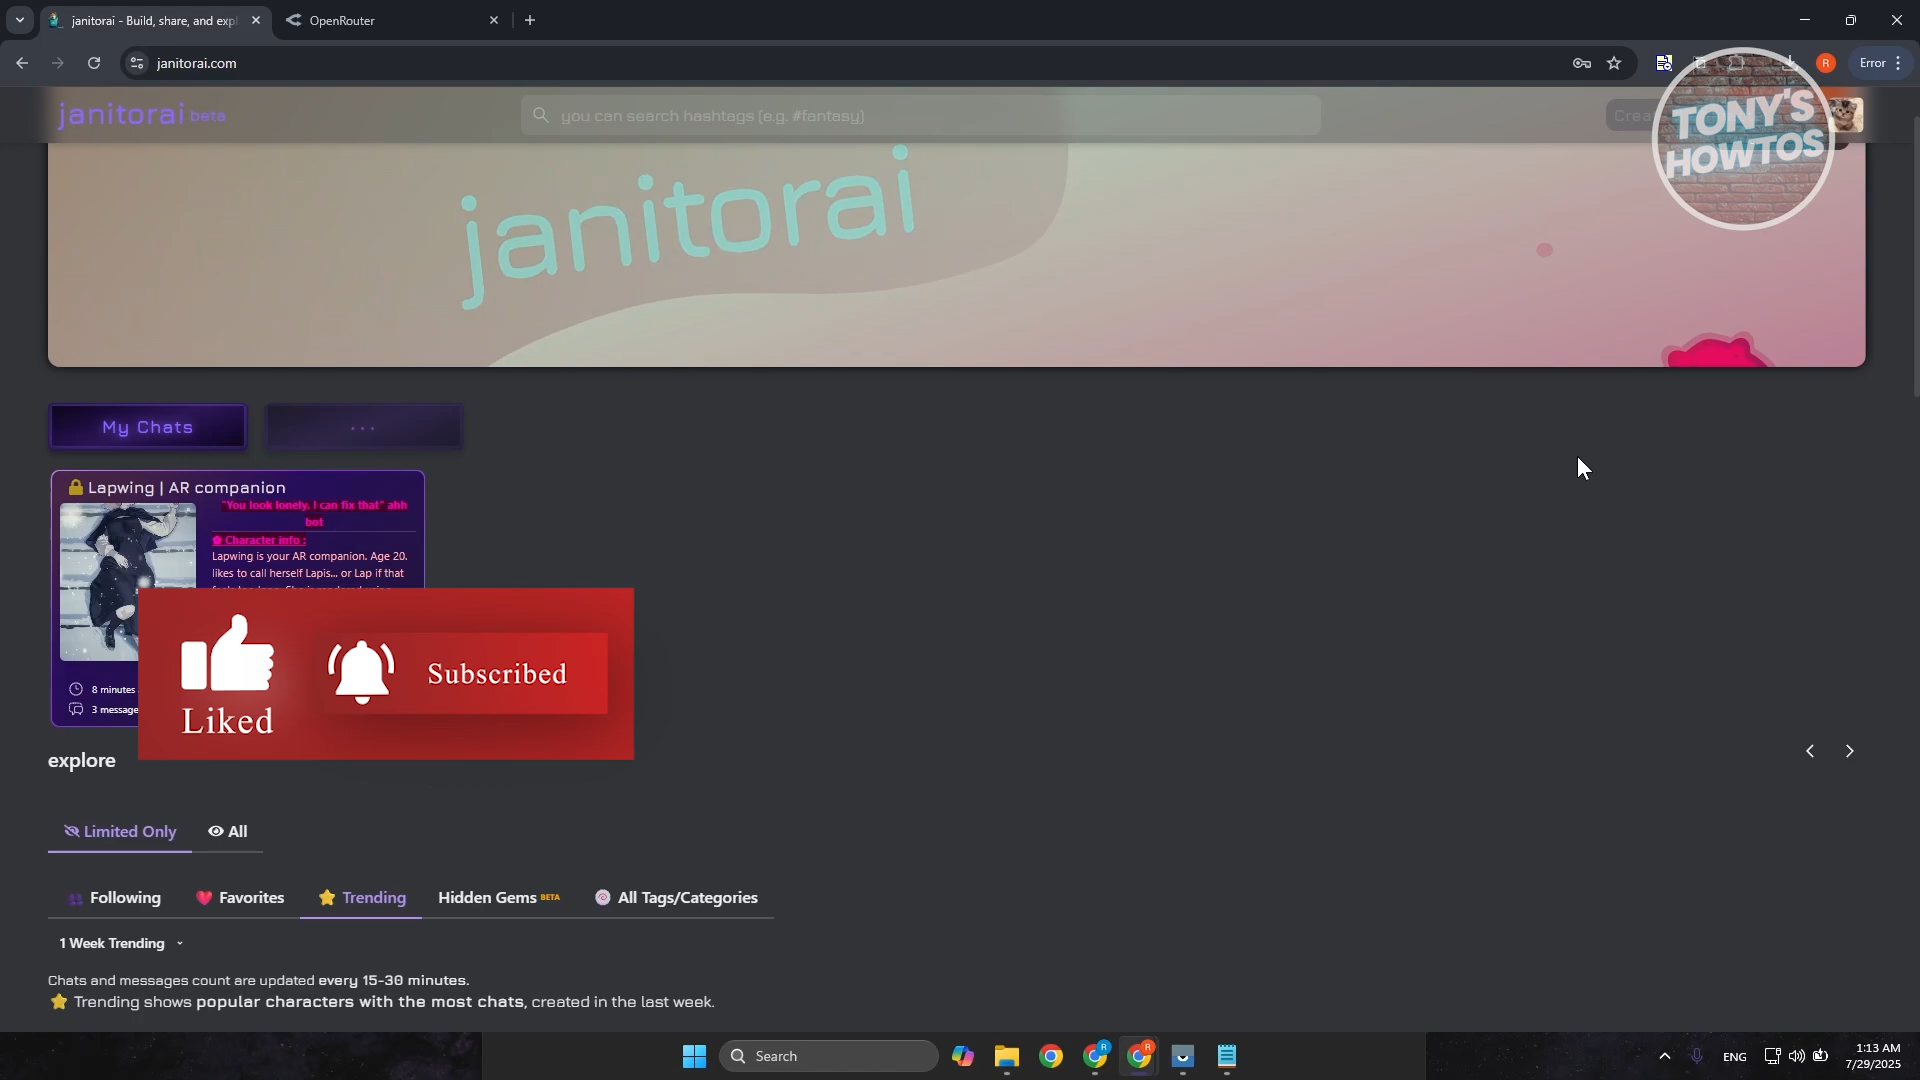 janitorai - Build, share, and expl
OpenRouter
janitorai.com
R
Error
janitorai beta
you can search hashtags (e.g. #fantasy)
Crea
TONY'S
HOWTOS
janitorai
My Chats
...
Lapwing | AR companion
"You look lonely. I can fix that" ahh
bot
Character info :
Lapwing is your AR companion. Age 20.
likes to call herself Lapis... or Lap if that
8 minutes
3 message
Liked
Subscribed
explore
Limited Only
All
Following
Favorites
Trending
Hidden Gems BETA
All Tags/Categories
1 Week Trending
Chats and messages count are updated every 15-30 minutes.
Trending shows popular characters with the most chats, created in the last week.
Search
R
R
ENG
1:13 AM
7/29/2025